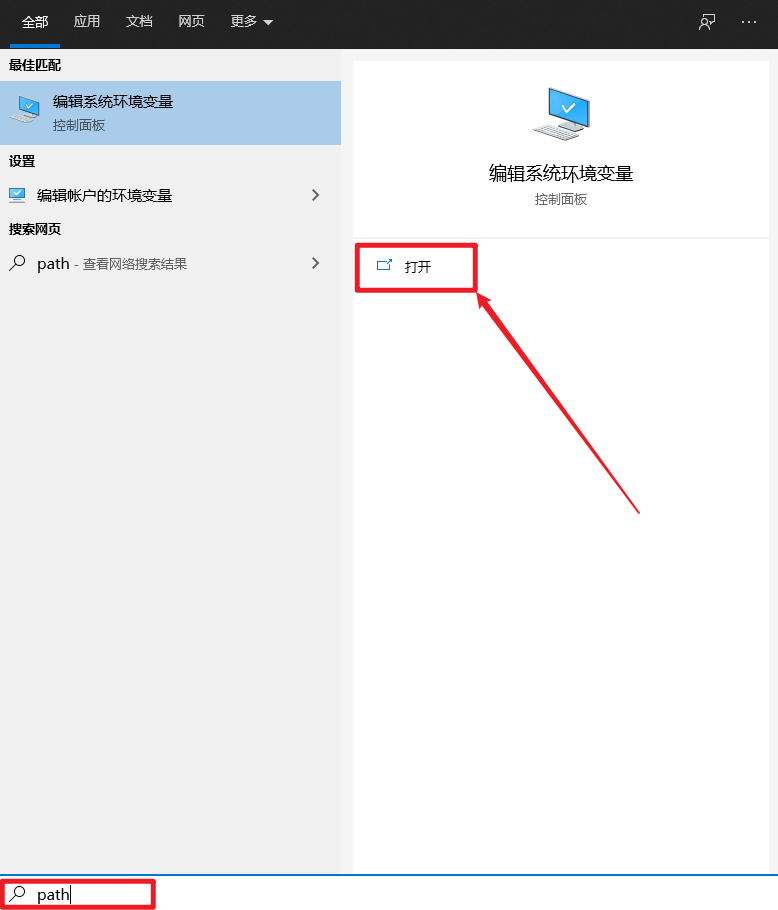 全部 应用 文档 网页 更多
最佳匹配
编辑系统环境变量
控制面板
设置
编辑帐户的环境变量
搜索网页
path - 查看网络搜索结果
编辑系统环境变量
控制面板
打开
path